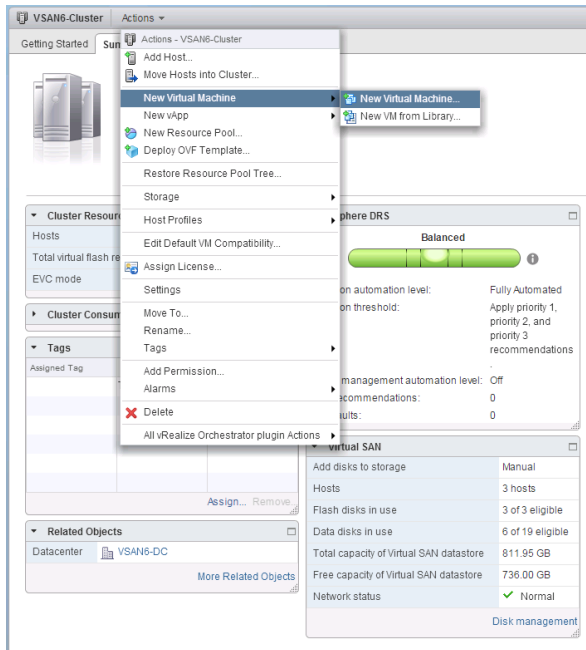 VSAN6-Cluster Actions
Getting Started Sum
Actions - VSAN6-Cluster
Add Host...
Move Hosts into Cluster...
New Virtual Machine
New Virtual Machine...
New vApp
New VM from Library...
New Resource Pool...
Deploy OVF Template...
Restore Resource Pool Tree...
Storage
Host Profiles
Edit Default VM Compatibility...
Assign License...
Settings
Move To...
Rename...
Tags
Add Permission...
Alarms
Delete
All vRealize Orchestrator plugin Actions
Cluster Resour
Hosts
Total virtual flash re
EVC mode
Cluster Consum
Tags
Assigned Tag
Assign... Remove...
Related Objects
Datacenter VSAN6-DC
More Related Objects
phere DRS
Balanced
on automation level: Fully Automated
on threshold: Apply priority 1,
priority 2, and
priority 3
recommendations
.
management automation level: Off
commendations: 0
ults: 0
Virtual SAN
Add disks to storage Manual
Hosts 3 hosts
Flash disks in use 3 of 3 eligible
Data disks in use 6 of 19 eligible
Total capacity of Virtual SAN datastore 811.95 GB
Free capacity of Virtual SAN datastore 736.00 GB
Network status Normal
Disk management